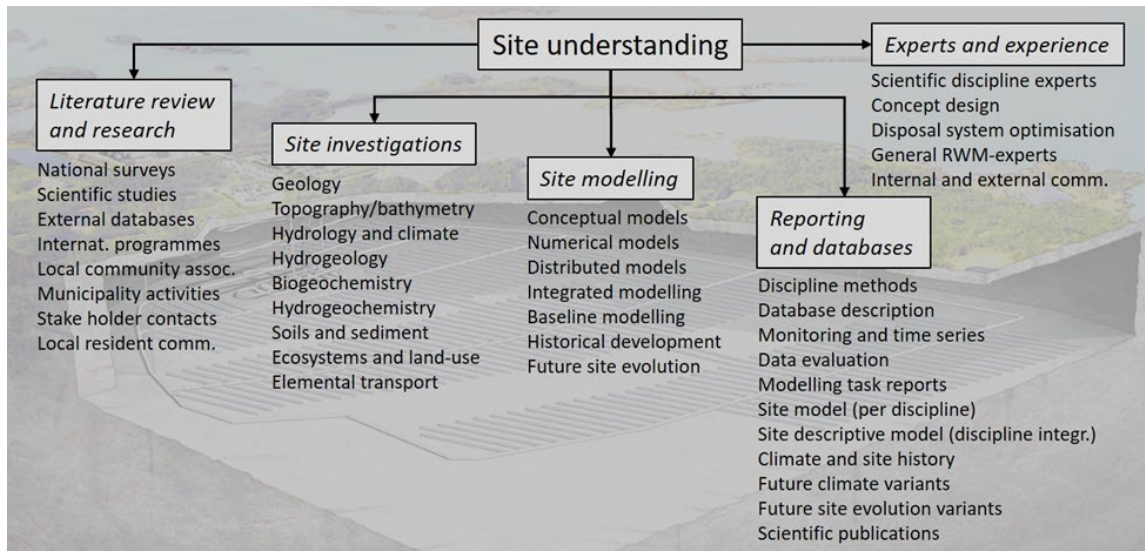 Site understanding
Literature review
and research
National surveys
Scientific studies
External databases
Internat. programmes
Local community assoc.
Municipality activities
Stake holder contacts
Local resident comm.
Site investigations
Geology
Topography/bathymetry
Hydrology and climate
Hydrogeology
Biogeochemistry
Hydrogeochemistry
Soils and sediment
Ecosystems and land-use
Elemental transport
Site modelling
Conceptual models
Numerical models
Distributed models
Integrated modelling
Baseline modelling
Historical development
Future site evolution
Experts and experience
Scientific discipline experts
Concept design
Disposal system optimisation
General RWM-experts
Internal and external comm.
Reporting
and databases
Discipline methods
Database description
Monitoring and time series
Data evaluation
Modelling task reports
Site model (per discipline)
Site descriptive model (discipline integr.)
Climate and site history
Future climate variants
Future site evolution variants
Scientific publications